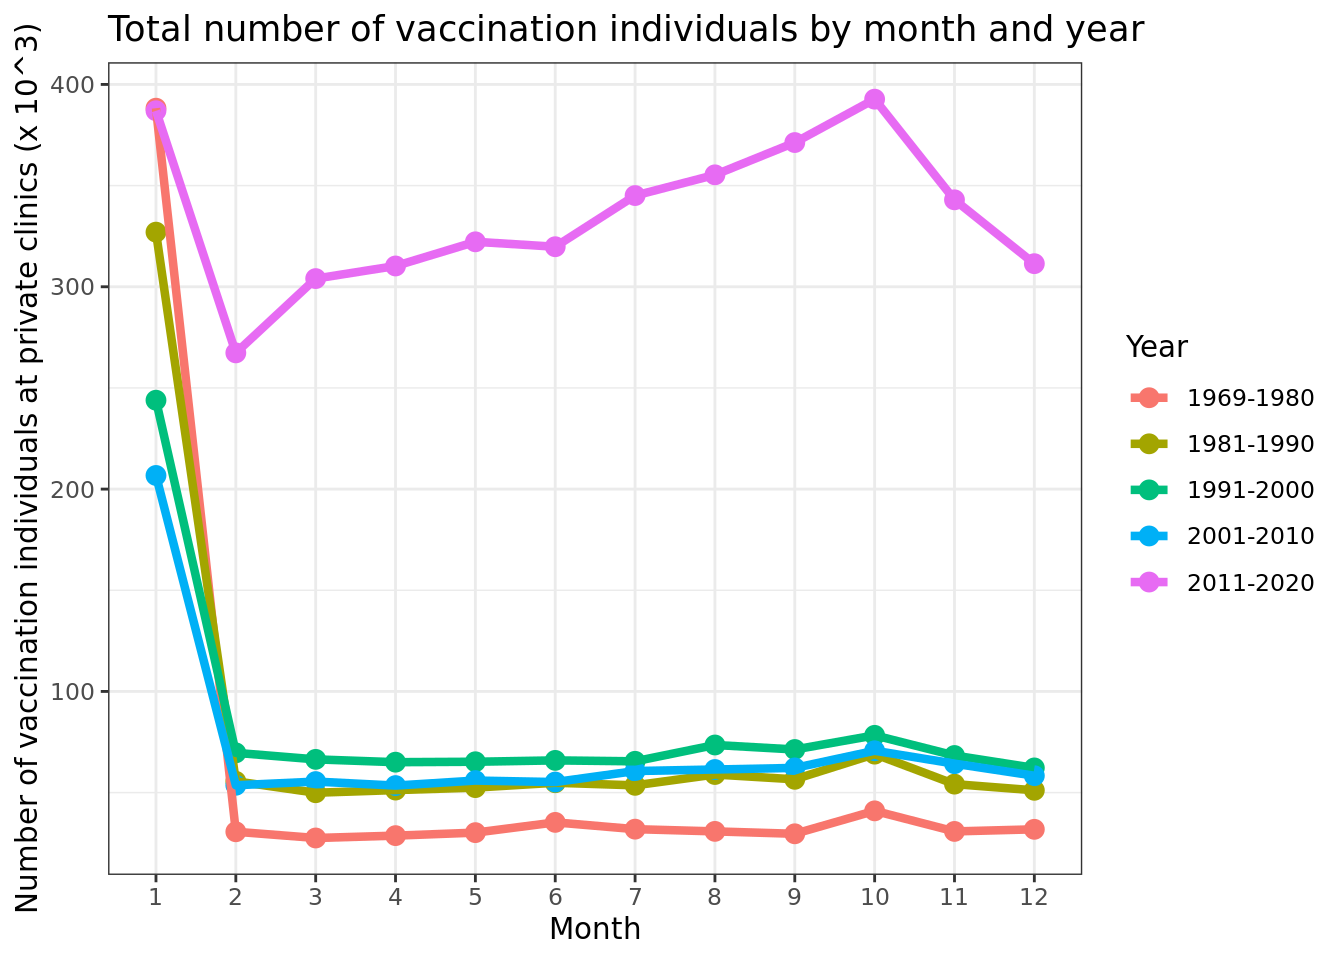 Total number of vaccination individuals by month and year
Number of vaccination individuals at private clinics (x 10^3)
400
300
200
100
1 2 3 4 5 6 7 8 9 10 11 12
Month
Year
1969-1980
1981-1990
1991-2000
2001-2010
2011-2020